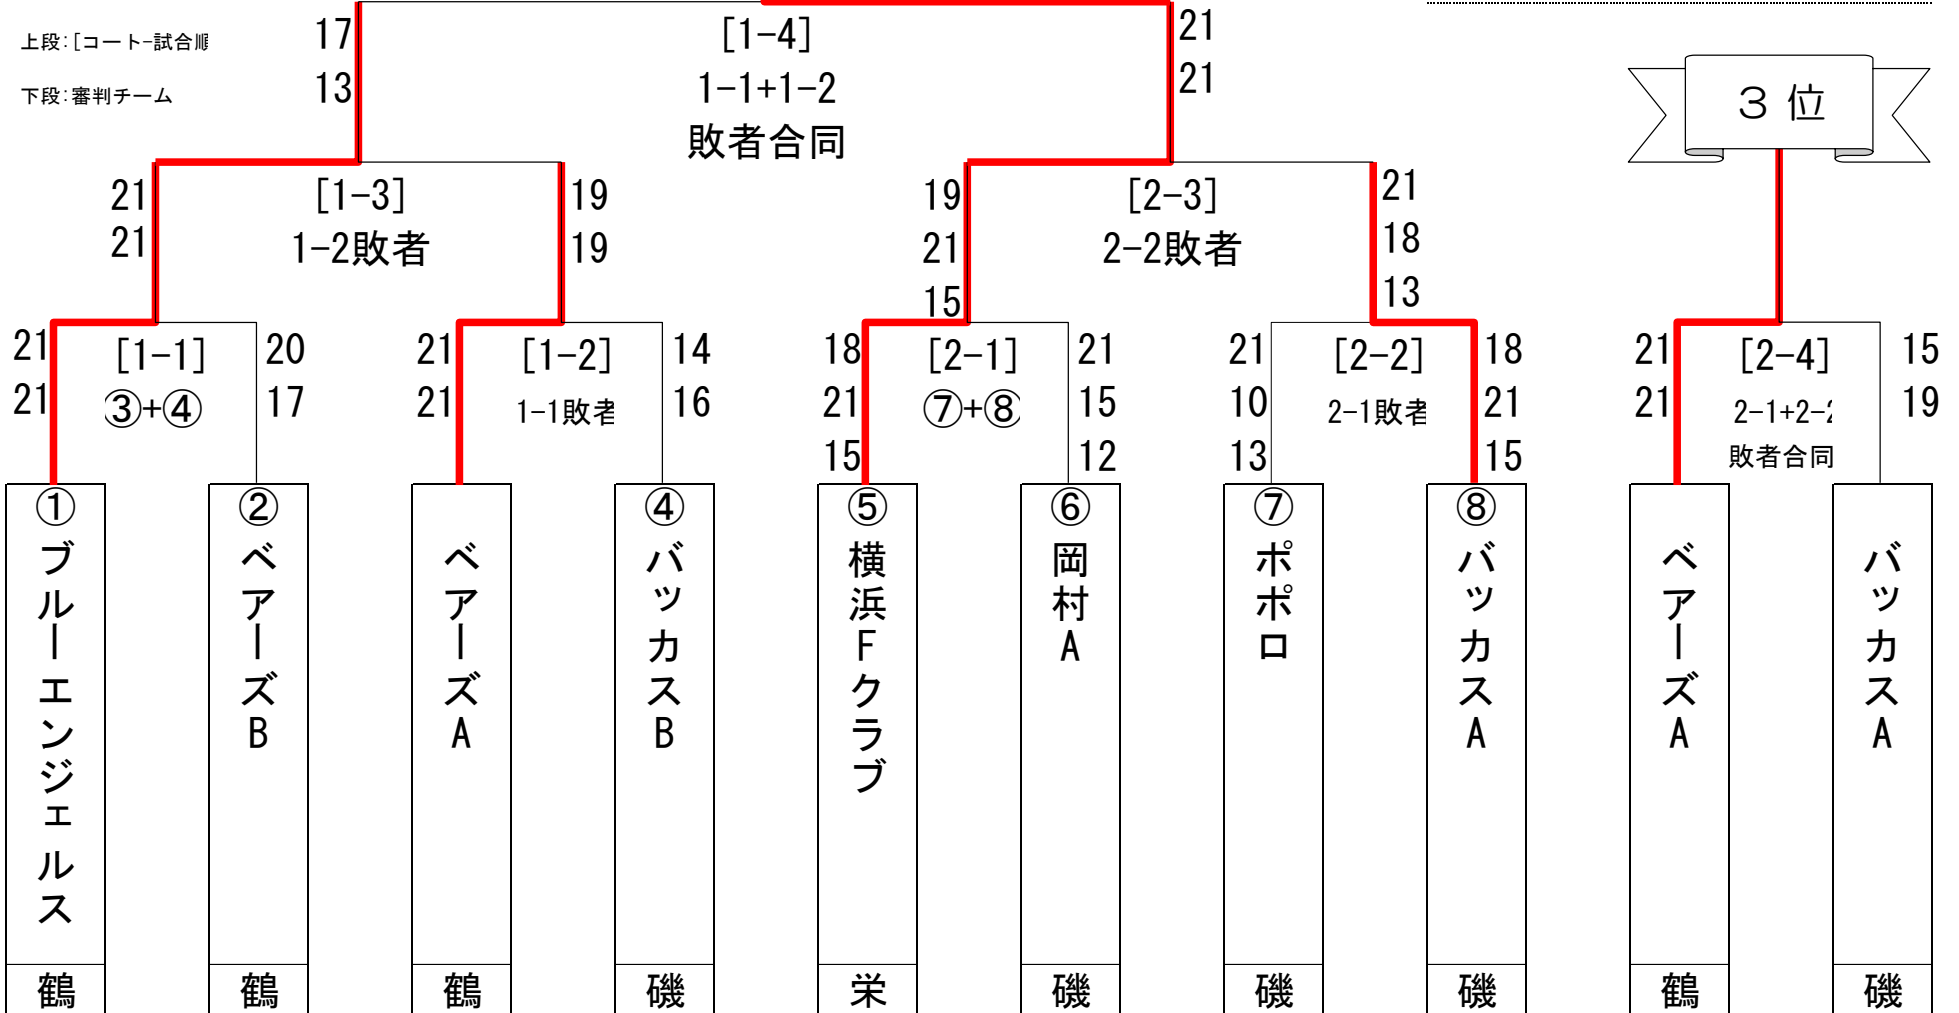 17 [1-4] 21
上段:[コート-試合順
13 1-1+1-2 21
下段:審判チーム
敗者合同
3 位
21 [1-3] 19 19 [2-3] 21
21 1-2敗者 19 21 2-2敗者 18
15 13
21 [1-1] 20 21 [1-2] 14 18 [2-1] 21 21 [2-2] 18 21 [2-4] 15
21 ③+④ 17 21 1-1敗者 16 21 ⑦+⑧ 15 10 2-1敗者 21 21 2-1+2-2 19
15 12 13 15 敗者合同
① ブルーエンジェルス
② ベアーズB
ベアーズA
④ バッカスB
⑤ 横浜Fクラブ
⑥ 岡村A
⑦ ポポロ
⑧ バッカスA
ベアーズA
バッカスA
鶴 鶴 鶴 磯 栄 磯 磯 磯 鶴 磯